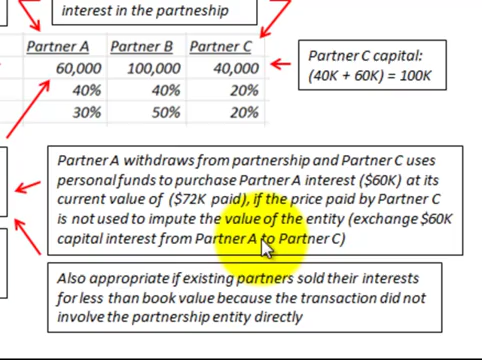 interest in the partneship
Partner A Partner B Partner C
60,000 100,000 40,000
40% 40% 20%
30% 50% 20%
Partner C capital:
(40K + 60K) = 100K
Partner A withdraws from partnership and Partner C uses
personal funds to purchase Partner A interest ($60K) at its
current value of ($72K paid), if the price paid by Partner C
is not used to impute the value of the entity (exchange $60K
capital interest from Partner A to Partner C)
Also appropriate if existing partners sold their interests
for less than book value because the transaction did not
involve the partnership entity directly